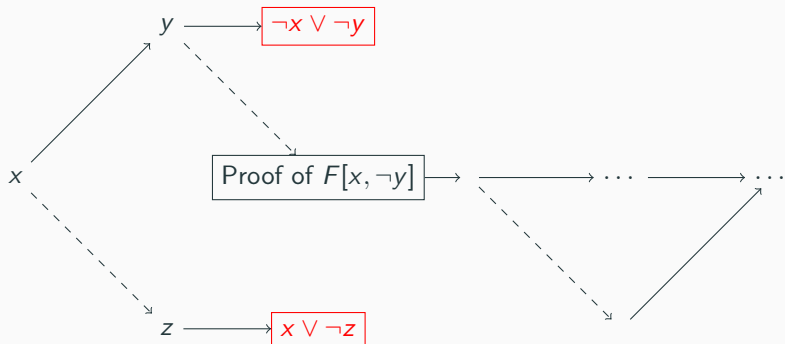 y
¬x ∨ ¬y
x
Proof of F[x, ¬y]
···
···
z
x ∨ ¬z